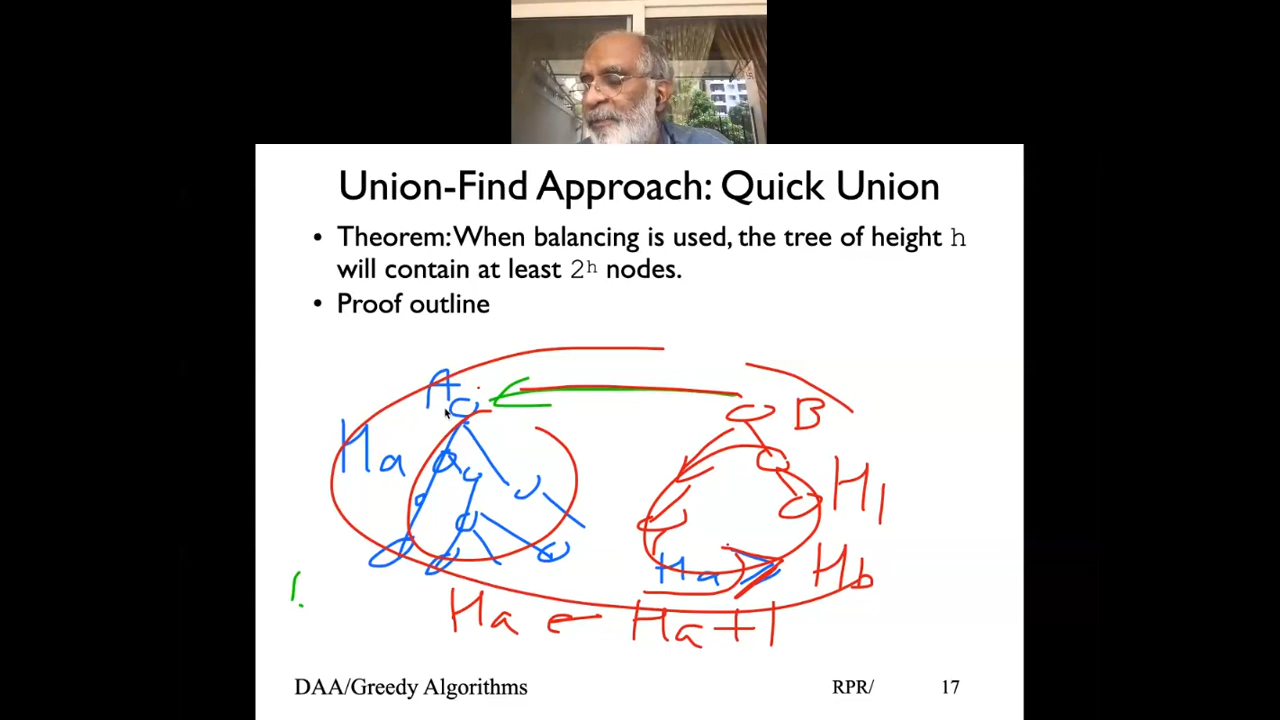 Union-Find Approach: Quick Union
• Theorem: When balancing is used, the tree of height h
will contain at least 2ʰ nodes.
• Proof outline
A
B
Ha
H1
Ha > Hb
Ha ← Ha+1
DAA/Greedy Algorithms
RPR/
17